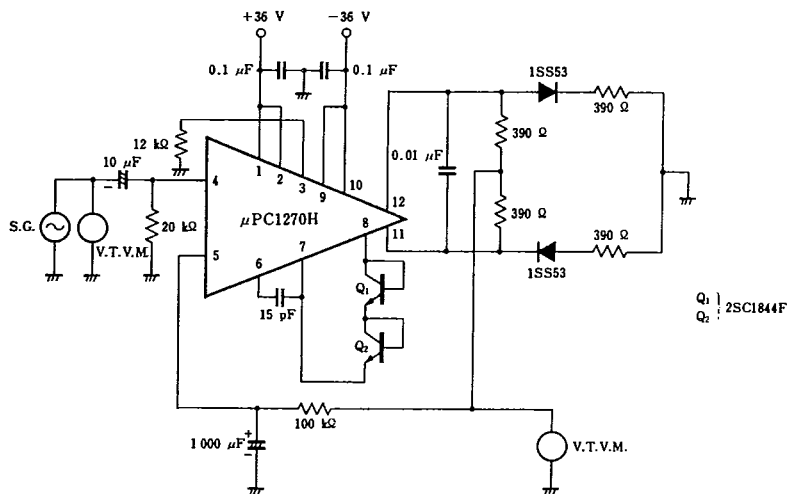 +36 V
−36 V
0.1 μF
0.1 μF
1SS53
390 Ω
12 kΩ
390 Ω
10 μF
0.01 μF
1
2
3
9
10
4
12
−
μPC1270H
S.G.
V.T.V.M.
20 kΩ
8
11
390 Ω
390 Ω
5
7
1SS53
6
Q₁
15 pF
Q₂
Q₁
Q₂
2SC1844F
100 kΩ
+
1 000 μF
−
V.T.V.M.